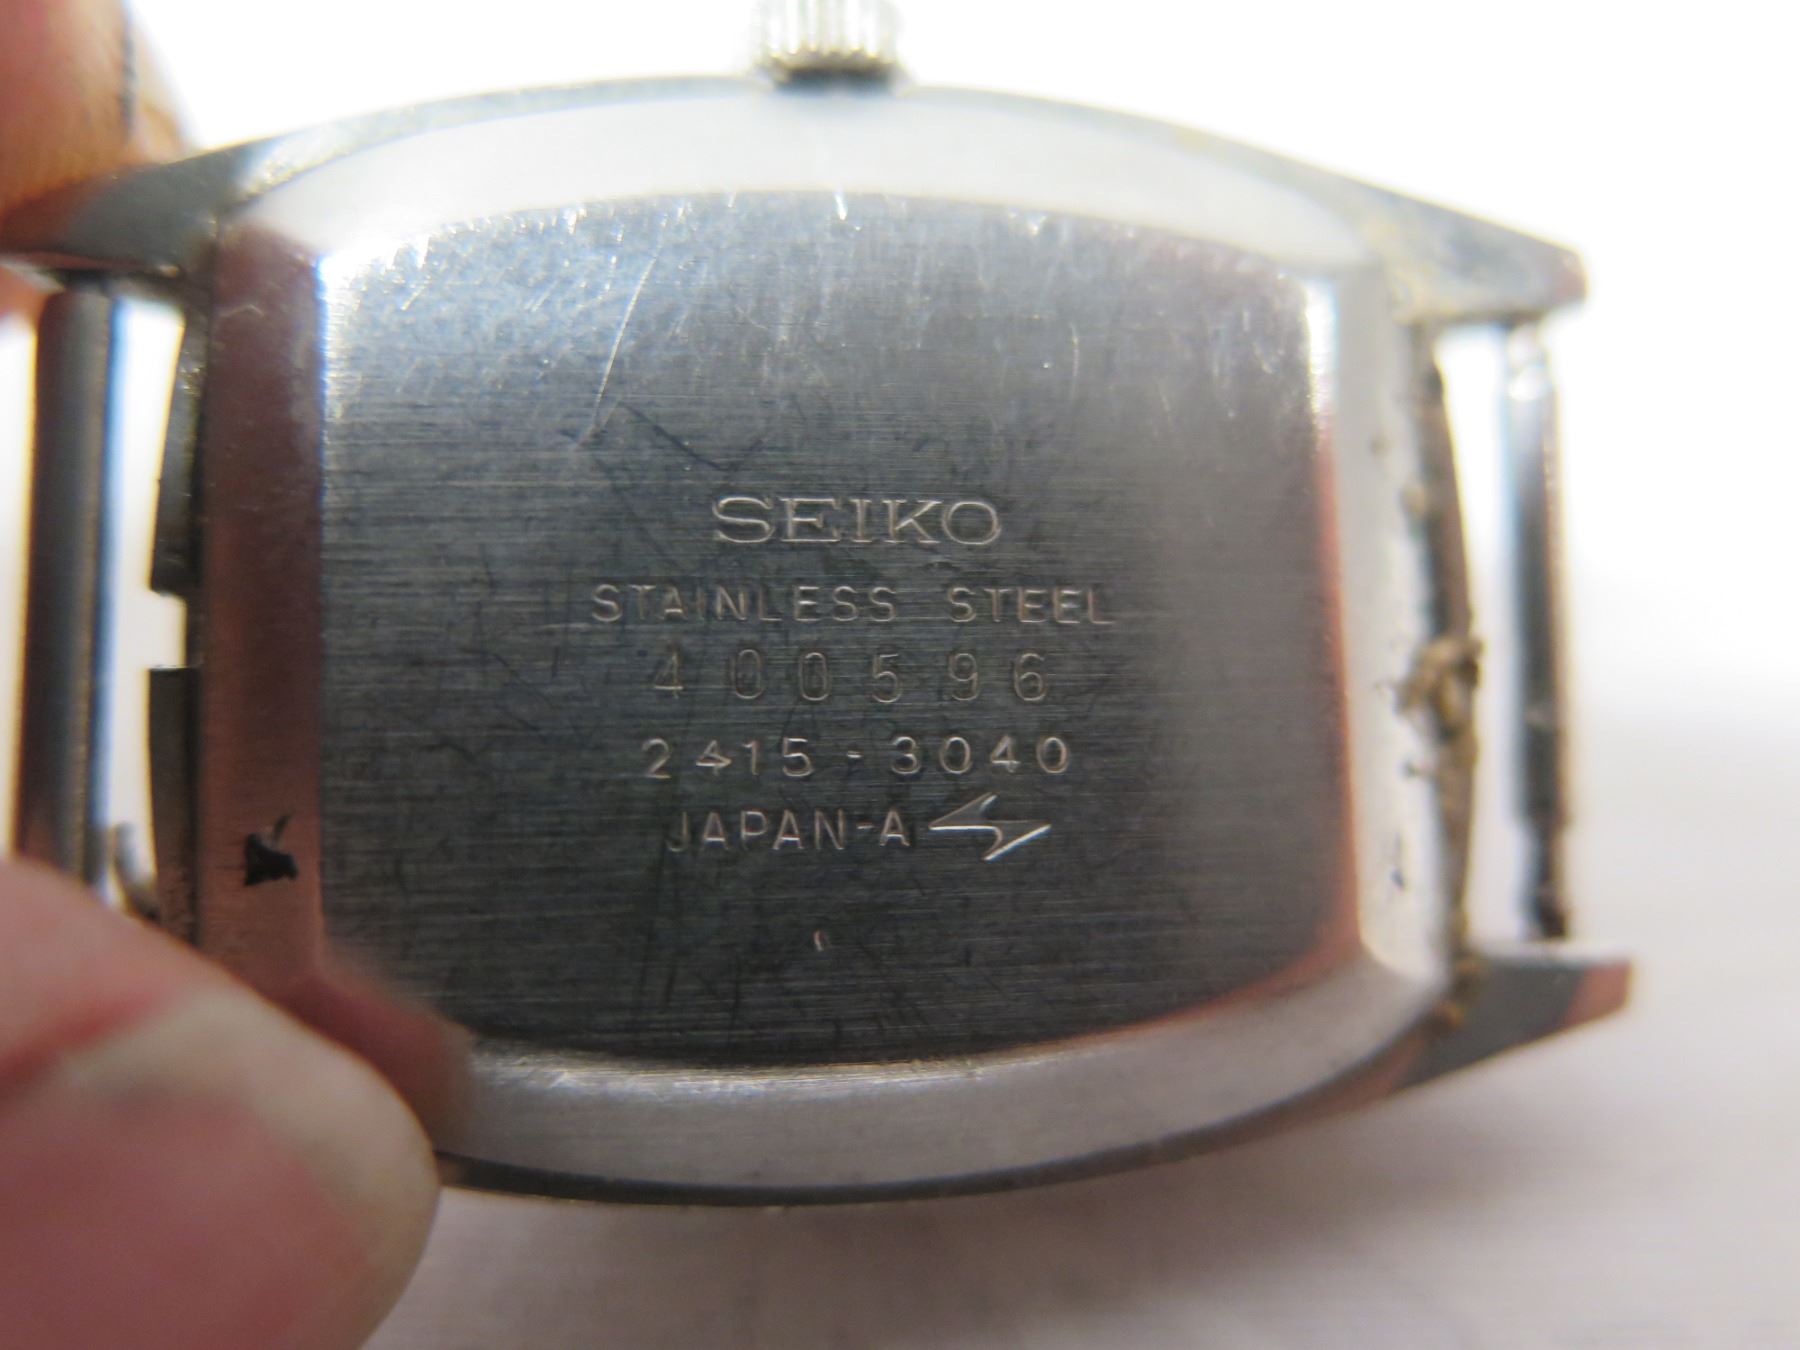 SEIKO
STAINLESS STEEL
400596
2415-3040
JAPAN-A